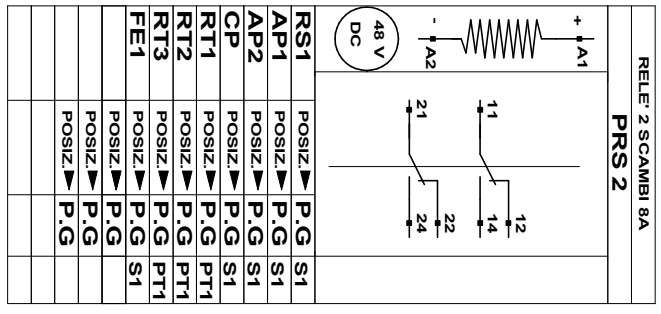 RELE' 2 SCAMBI 8A
PRS 2
+ A1
- A2
48 V
DC
11 12 14
21 22 24
RS1 POSIZ. P.G S1
AP1 POSIZ. P.G S1
AP2 POSIZ. P.G S1
CP POSIZ. P.G S1
RT1 POSIZ. P.G PT1
RT2 POSIZ. P.G PT1
RT3 POSIZ. P.G PT1
FE1 POSIZ. P.G S1
POSIZ. P.G
POSIZ. P.G
POSIZ. P.G